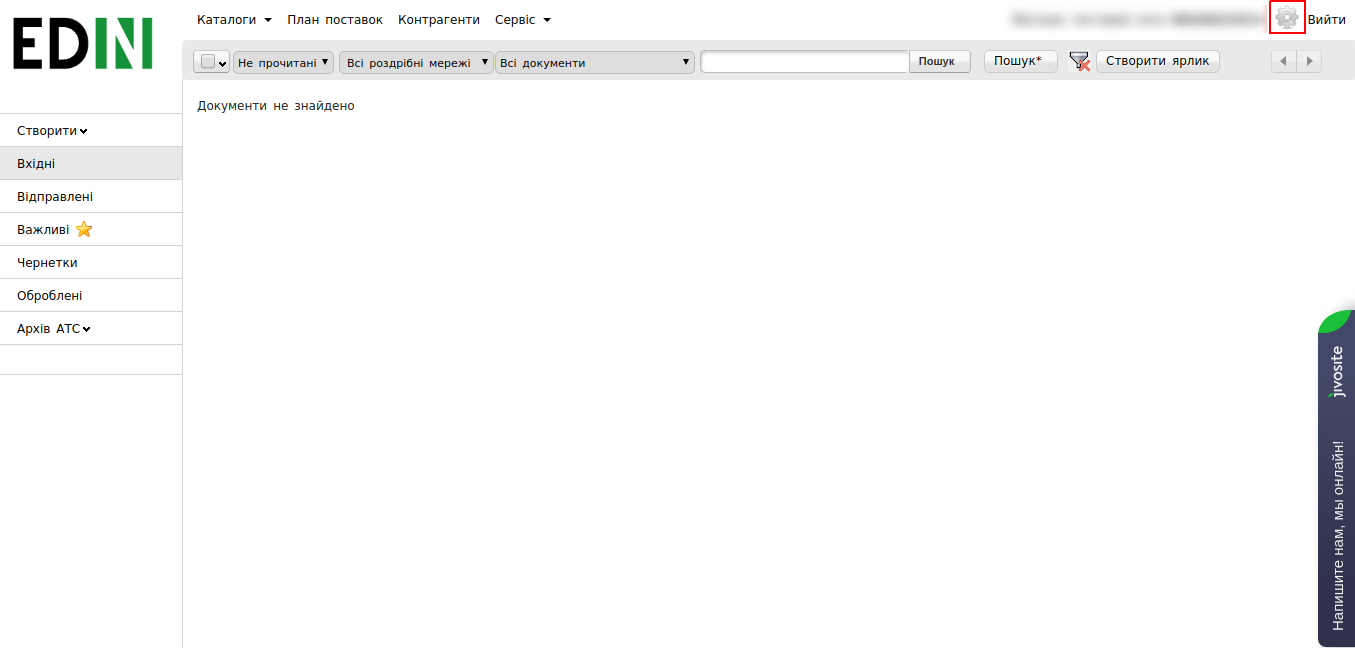 EDIN
Каталоги План поставок Контрагенти Сервіс Вийти
Не прочитані Всі роздрібні мережі Всі документи Пошук Пошук* Створити ярлик
Документи не знайдено
Створити
Вхідні
Відправлені
Важливі
Чернетки
Оброблені
Архів АТС
jivosite
Напишите нам, мы онлайн!